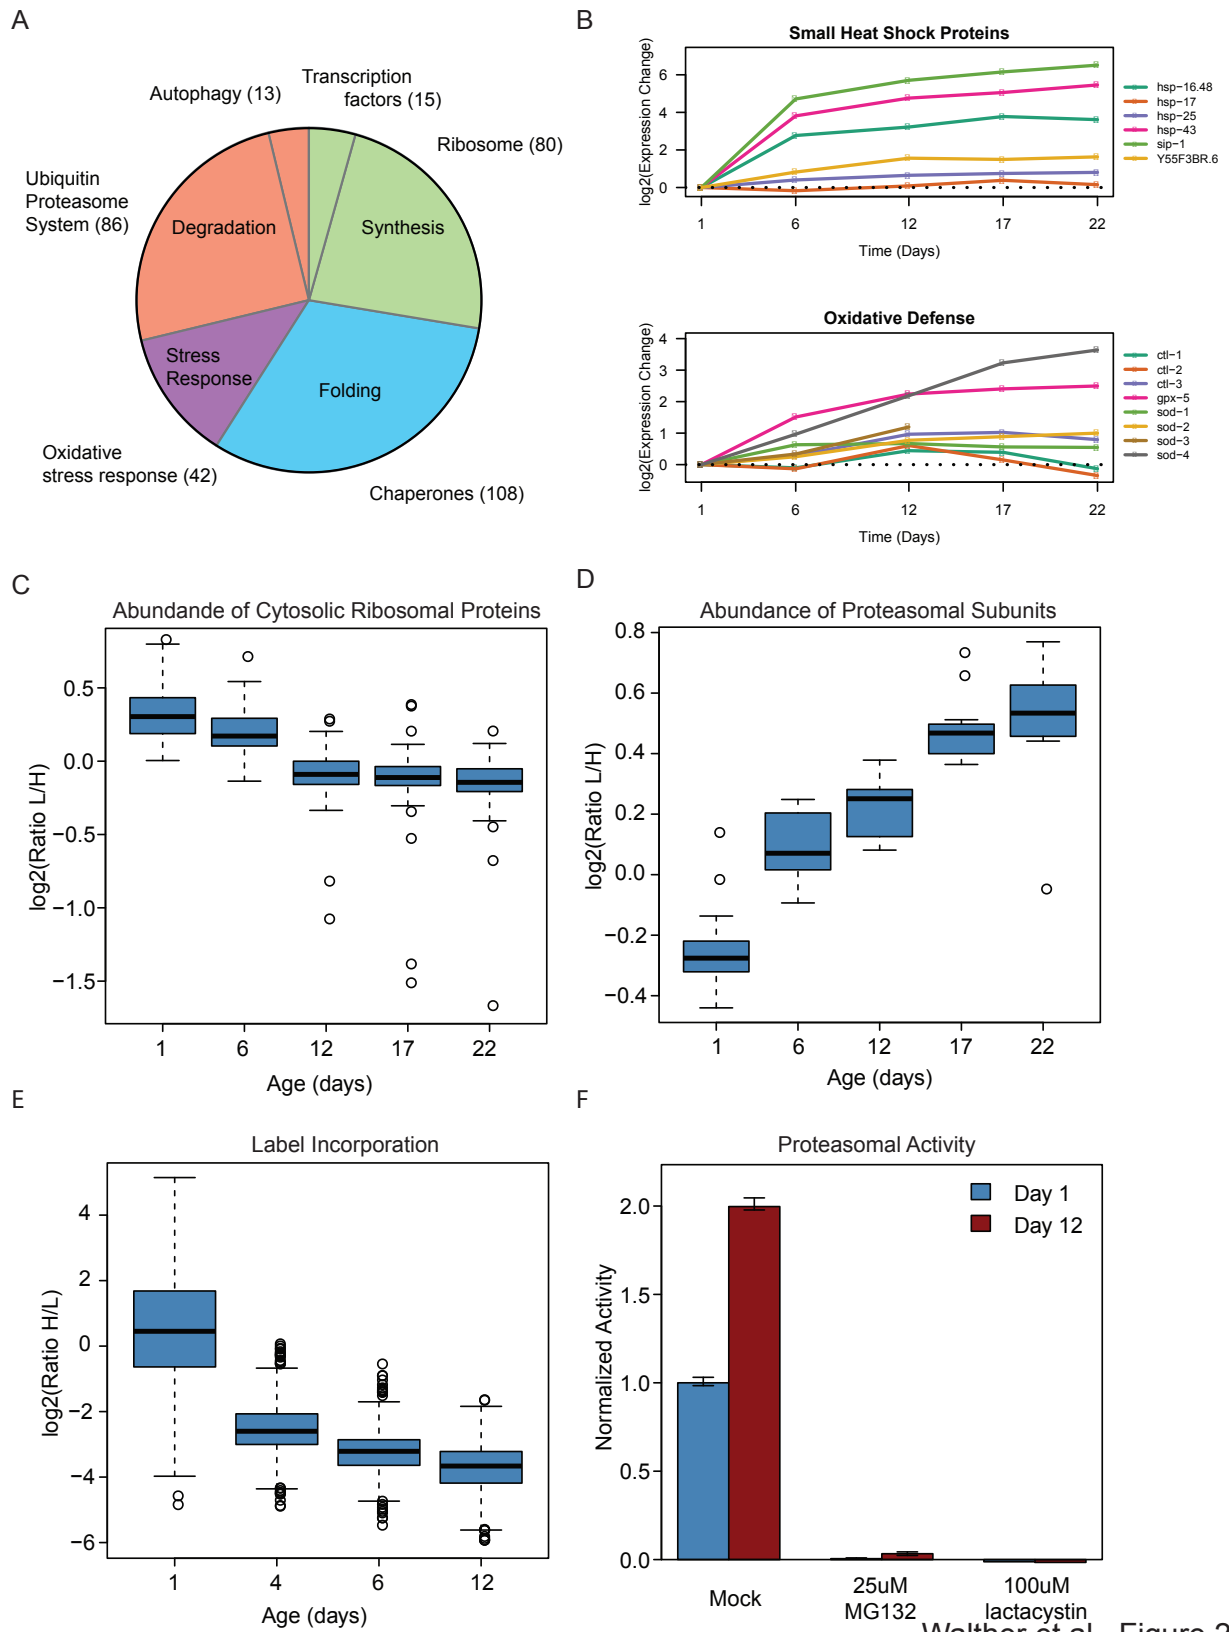 A
Autophagy (13)
Transcription
factors (15)
Ribosome (80)
Ubiquitin
Proteasome
System (86)
Degradation
Synthesis
Stress
Response
Folding
Oxidative
stress response (42)
Chaperones (108)
B
Small Heat Shock Proteins
log2(Expression Change)
6
4
2
0
1 6 12 17 22
Time (Days)
hsp−16.48
hsp−17
hsp−25
hsp−43
sip−1
Y55F3BR.6
Oxidative Defense
log2(Expression Change)
4
3
2
1
0
1 6 12 17 22
Time (Days)
ctl−1
ctl−2
ctl−3
gpx−5
sod−1
sod−2
sod−3
sod−4
C
Abundande of Cytosolic Ribosomal Proteins
log2(Ratio L/H)
0.5
0.0
−0.5
−1.0
−1.5
1 6 12 17 22
Age (days)
D
Abundance of Proteasomal Subunits
log2(Ratio L/H)
0.8
0.6
0.4
0.2
0.0
−0.2
−0.4
1 6 12 17 22
Age (days)
E
Label Incorporation
log2(Ratio H/L)
4
2
0
−2
−4
−6
1 4 6 12
Age (days)
F
Proteasomal Activity
Normalized Activity
2.0
1.5
1.0
0.5
0.0
Day 1
Day 12
Mock
25uM
MG132
100uM
lactacystin
Walther et al., Figure 2